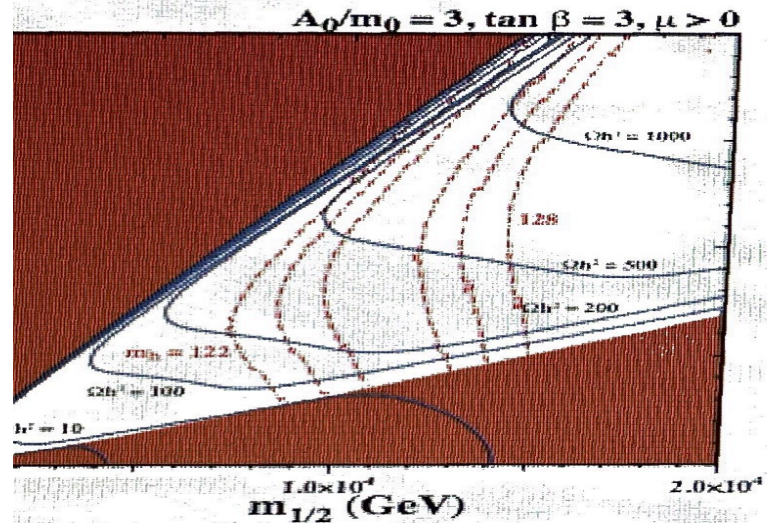 A₀/m₀ = 3, tan β = 3, μ > 0
Ωh² = 1000
128
Ωh² = 500
Ωh² = 200
mₕ = 122
Ωh² = 100
h² = 10
1.0×10⁴
2.0×10⁴
m₁/₂ (GeV)